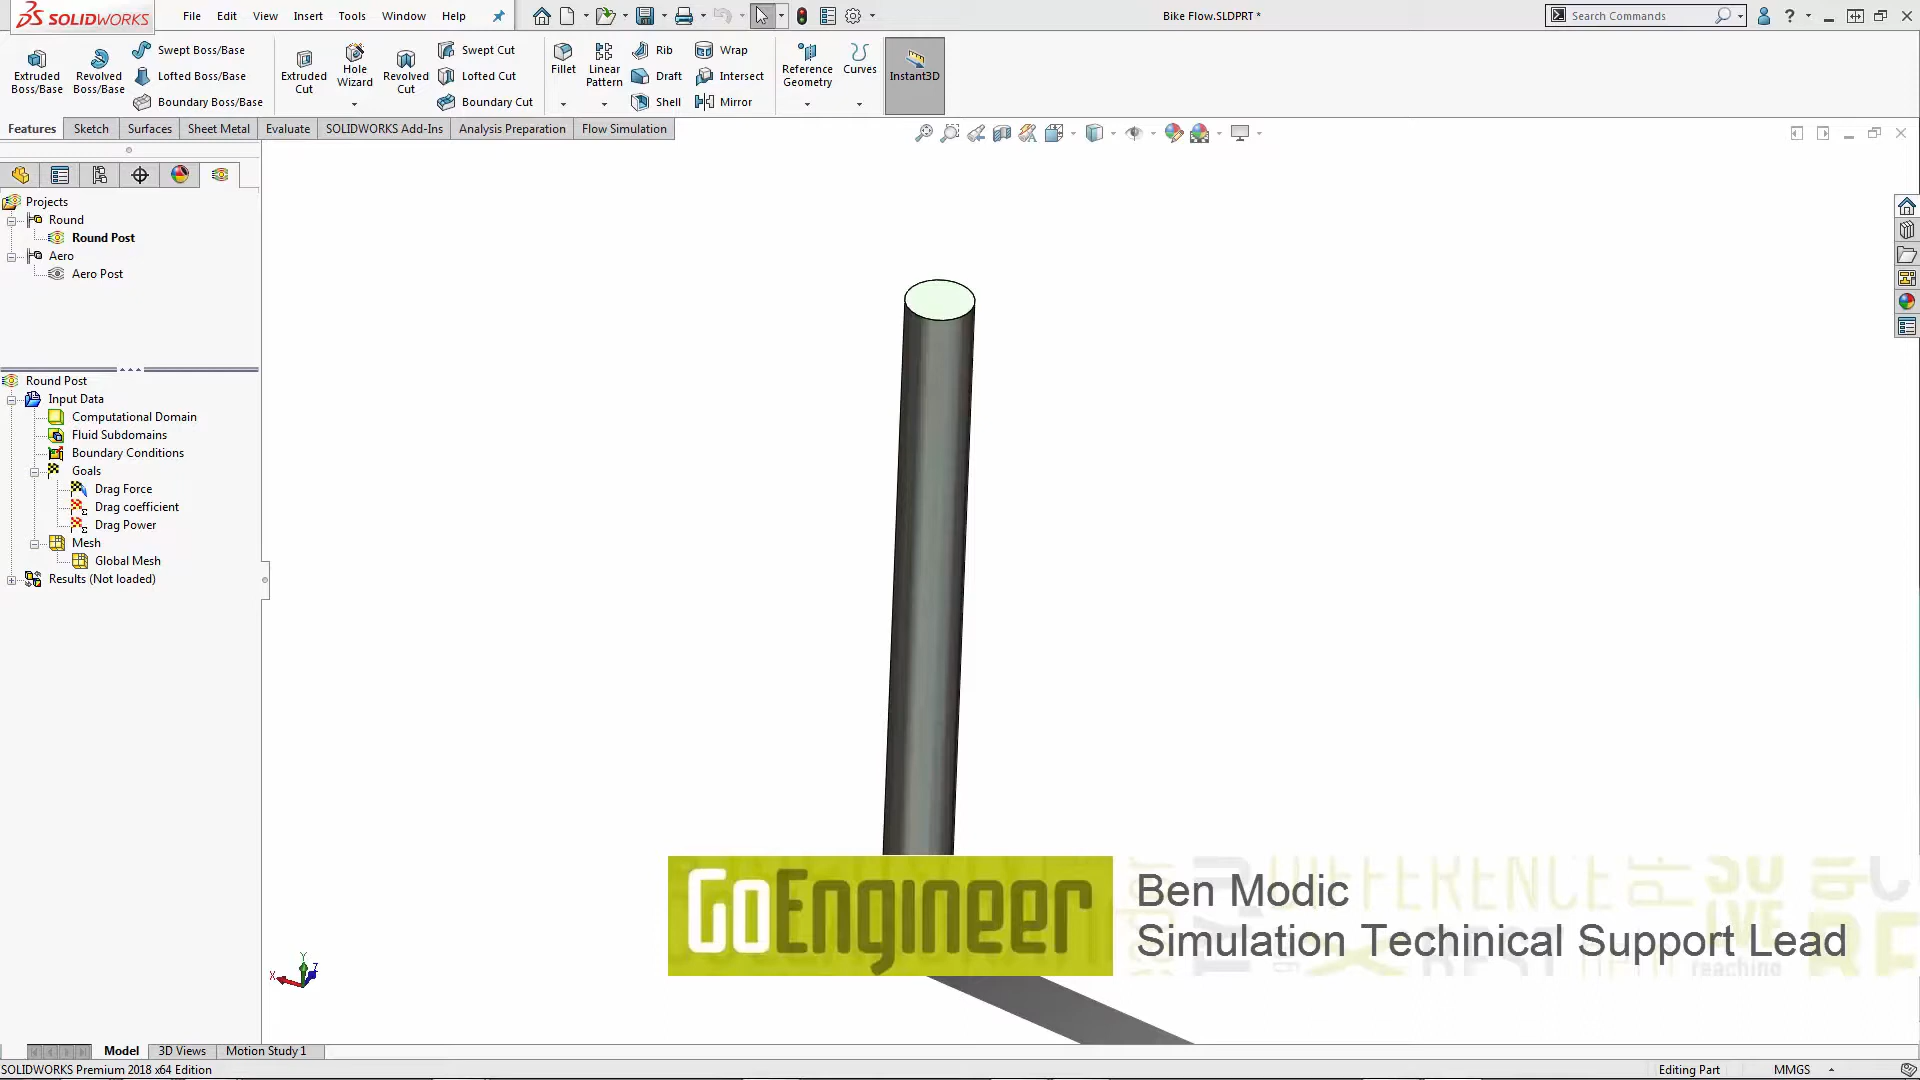 SOLIDWORKS
File Edit View Insert Tools Window Help
Bike Flow.SLDPRT *
Search Commands
Extruded Boss/Base
Revolved Boss/Base
Swept Boss/Base
Lofted Boss/Base
Boundary Boss/Base
Extruded Cut
Hole Wizard
Revolved Cut
Swept Cut
Lofted Cut
Boundary Cut
Fillet
Linear Pattern
Rib
Draft
Shell
Wrap
Intersect
Mirror
Reference Geometry
Curves
Instant3D
Features Sketch Surfaces Sheet Metal Evaluate SOLIDWORKS Add-Ins Analysis Preparation Flow Simulation
Projects
Round
Round Post
Aero
Aero Post
Round Post
Input Data
Computational Domain
Fluid Subdomains
Boundary Conditions
Goals
Drag Force
Drag coefficient
Drag Power
Mesh
Global Mesh
Results (Not loaded)
Y
X
Z
GoEngineer
Ben Modic
Simulation Techinical Support Lead
DIFFERENCE
reaching
Model 3D Views Motion Study 1
SOLIDWORKS Premium 2018 x64 Edition
Editing Part
MMGS